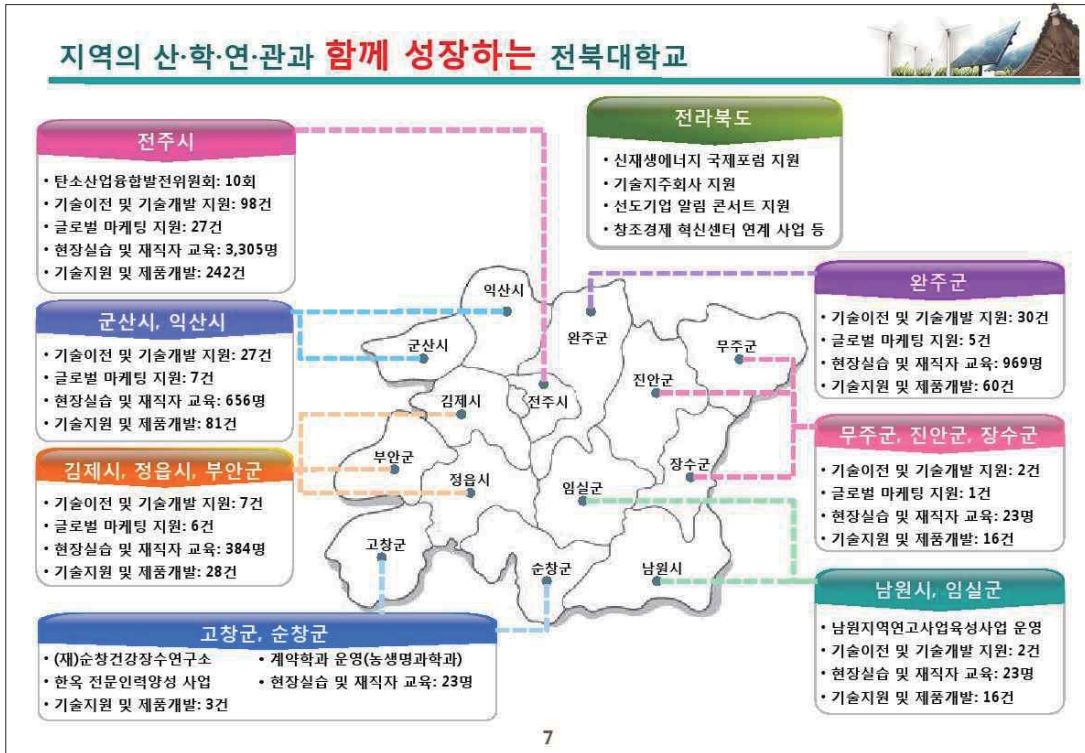 지역의 산·학·연·관과 함께 성장하는 전북대학교
전주시
• 탄소산업융합발전위원회: 10회
• 기술이전 및 기술개발 지원: 98건
• 글로벌 마케팅 지원: 27건
• 현장실습 및 재직자 교육: 3,305명
• 기술지원 및 제품개발: 242건
전라북도
• 신재생에너지 국제포럼 지원
• 기술지주회사 지원
• 선도기업 알림 콘서트 지원
• 창조경제 혁신센터 연계 사업 등
군산시, 익산시
• 기술이전 및 기술개발 지원: 27건
• 글로벌 마케팅 지원: 7건
• 현장실습 및 재직자 교육: 656명
• 기술지원 및 제품개발: 81건
김제시, 정읍시, 부안군
• 기술이전 및 기술개발 지원: 7건
• 글로벌 마케팅 지원: 6건
• 현장실습 및 재직자 교육: 384명
• 기술지원 및 제품개발: 28건
익산시
군산시
완주군
무주군
진안군
김제시
전주시
부안군
정읍시
임실군
장수군
고창군
순창군
남원시
완주군
• 기술이전 및 기술개발 지원: 30건
• 글로벌 마케팅 지원: 5건
• 현장실습 및 재직자 교육: 969명
• 기술지원 및 제품개발: 60건
무주군, 진안군, 장수군
• 기술이전 및 기술개발 지원: 2건
• 글로벌 마케팅 지원: 1건
• 현장실습 및 재직자 교육: 23명
• 기술지원 및 제품개발: 16건
남원시, 임실군
• 남원지역연고사업육성사업 운영
• 기술이전 및 기술개발 지원: 2건
• 현장실습 및 재직자 교육: 23명
• 기술지원 및 제품개발: 16건
고창군, 순창군
• (재)순창건강장수연구소
• 한옥 전문인력양성 사업
• 기술지원 및 제품개발: 3건
• 계약학과 운영(농생명과학과)
• 현장실습 및 재직자 교육: 23명
7